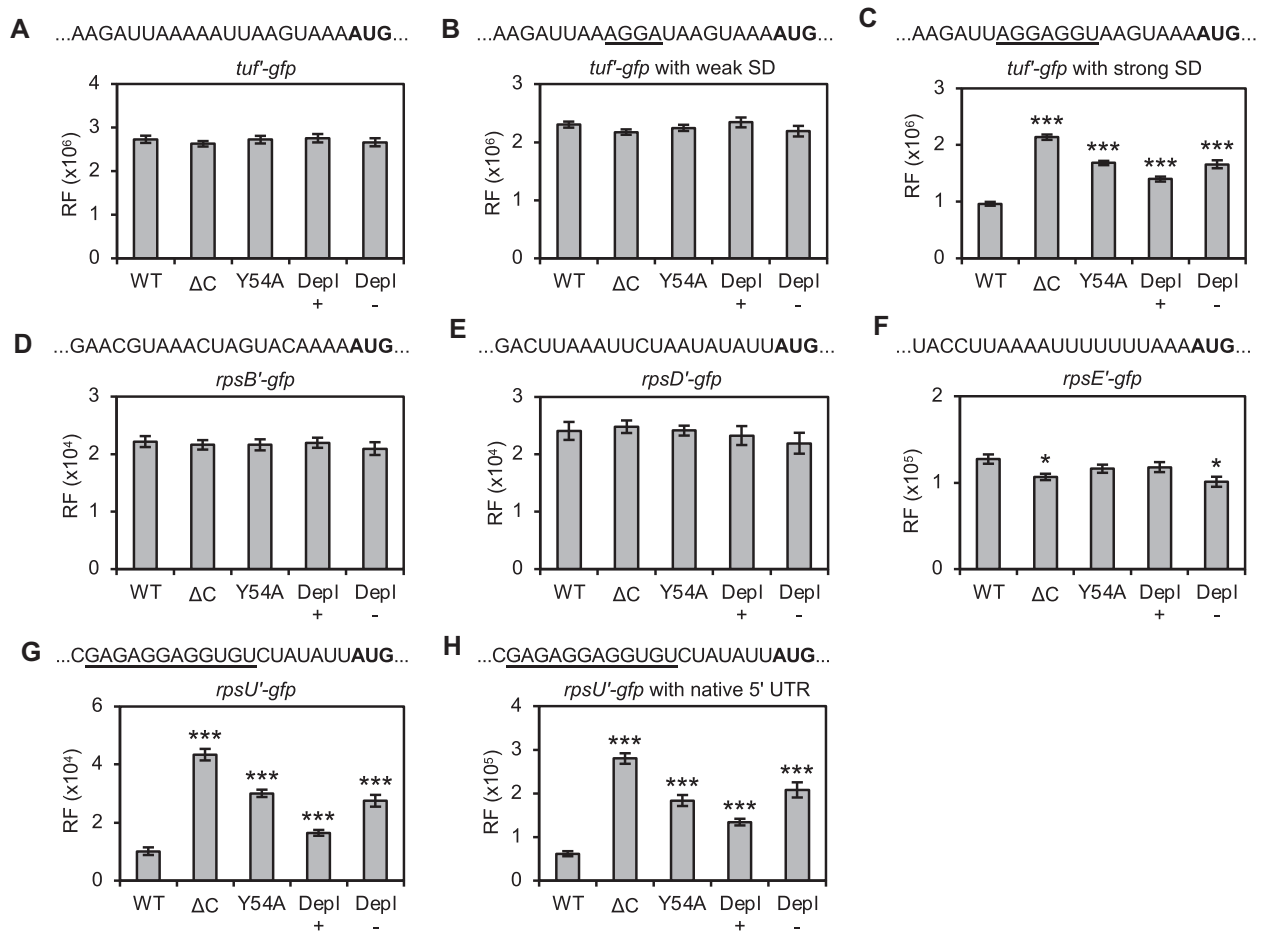 A ...AAGAUUAAAAAUUAAGUAAAAUG...
tuf'-gfp
4
3
2
1
0
RF (x10⁶)
WT ΔC Y54A DepI + DepI -
B ...AAGAUUAAAGGAUAAGUAAAAUG...
tuf'-gfp with weak SD
3
2
1
0
RF (x10⁶)
WT ΔC Y54A DepI + DepI -
C ...AAGAUUAGGAGGUAAGUAAAAUG...
tuf'-gfp with strong SD
3
2
1
0
RF (x10⁶)
*** *** *** ***
WT ΔC Y54A DepI + DepI -
D ...GAACGUAAACUAGUACAAAAAUG...
rpsB'-gfp
3
2
1
0
RF (x10⁴)
WT ΔC Y54A DepI + DepI -
E ...GACUUAAAUUCUAAUAUAUUAUG...
rpsD'-gfp
3
2
1
0
RF (x10⁴)
WT ΔC Y54A DepI + DepI -
F ...UACCUUAAAAUUUUUUUAAAAUG...
rpsE'-gfp
2
1
0
RF (x10⁵)
* *
WT ΔC Y54A DepI + DepI -
G ...CGAGAGGAGGUGUCUAUAUUAUG...
rpsU'-gfp
6
4
2
0
RF (x10⁴)
*** *** *** ***
WT ΔC Y54A DepI + DepI -
H ...CGAGAGGAGGUGUCUAUAUUAUG...
rpsU'-gfp with native 5' UTR
4
3
2
1
0
RF (x10⁵)
*** *** *** ***
WT ΔC Y54A DepI + DepI -